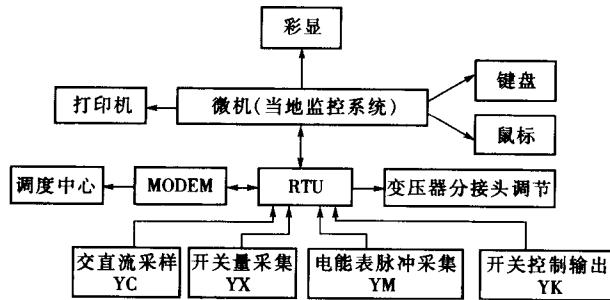 彩显
打印机
微机(当地监控系统)
键盘
鼠标
调度中心
MODEM
RTU
变压器分接头调节
交直流采样
YC
开关量采集
YX
电能表脉冲采集
YM
开关控制输出
YK